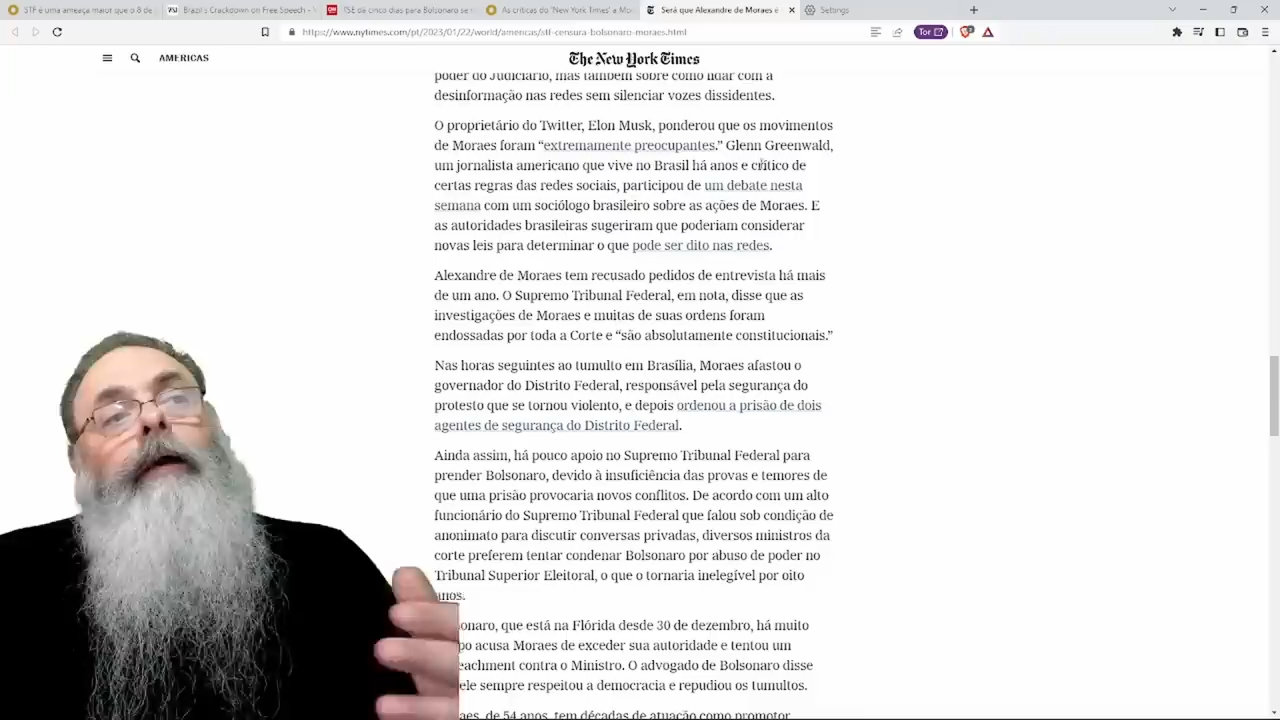 STF é uma ameaça maior que o 8 de
Brazil's Crackdown on Free Speech -
TSE dá cinco dias para Bolsonaro se
As críticas do "New York Times" a Mo
Será que Alexandre de Moraes é
Settings
https://www.nytimes.com/pt/2023/01/22/world/americas/stf-censura-bolsonaro-moraes.html
Tor
AMERICAS
The New York Times
poder do Judiciário, mas também sobre como lidar com a
desinformação nas redes sem silenciar vozes dissidentes.
O proprietário do Twitter, Elon Musk, ponderou que os movimentos
de Moraes foram “extremamente preocupantes.” Glenn Greenwald,
um jornalista americano que vive no Brasil há anos e crítico de
certas regras das redes sociais, participou de um debate nesta
semana com um sociólogo brasileiro sobre as ações de Moraes. E
as autoridades brasileiras sugeriram que poderiam considerar
novas leis para determinar o que pode ser dito nas redes.
Alexandre de Moraes tem recusado pedidos de entrevista há mais
de um ano. O Supremo Tribunal Federal, em nota, disse que as
investigações de Moraes e muitas de suas ordens foram
endossadas por toda a Corte e “são absolutamente constitucionais.”
Nas horas seguintes ao tumulto em Brasília, Moraes afastou o
governador do Distrito Federal, responsável pela segurança do
protesto que se tornou violento, e depois ordenou a prisão de dois
agentes de segurança do Distrito Federal.
Ainda assim, há pouco apoio no Supremo Tribunal Federal para
prender Bolsonaro, devido à insuficiência das provas e temores de
que uma prisão provocaria novos conflitos. De acordo com um alto
funcionário do Supremo Tribunal Federal que falou sob condição de
anonimato para discutir conversas privadas, diversos ministros da
corte preferem tentar condenar Bolsonaro por abuso de poder no
Tribunal Superior Eleitoral, o que o tornaria inelegível por oito
anos.
onaro, que está na Flórida desde 30 de dezembro, há muito
po acusa Moraes de exceder sua autoridade e tentou um
eachment contra o Ministro. O advogado de Bolsonaro disse
ele sempre respeitou a democracia e repudiou os tumultos.
aes, de 54 anos, tem décadas de atuação como promotor